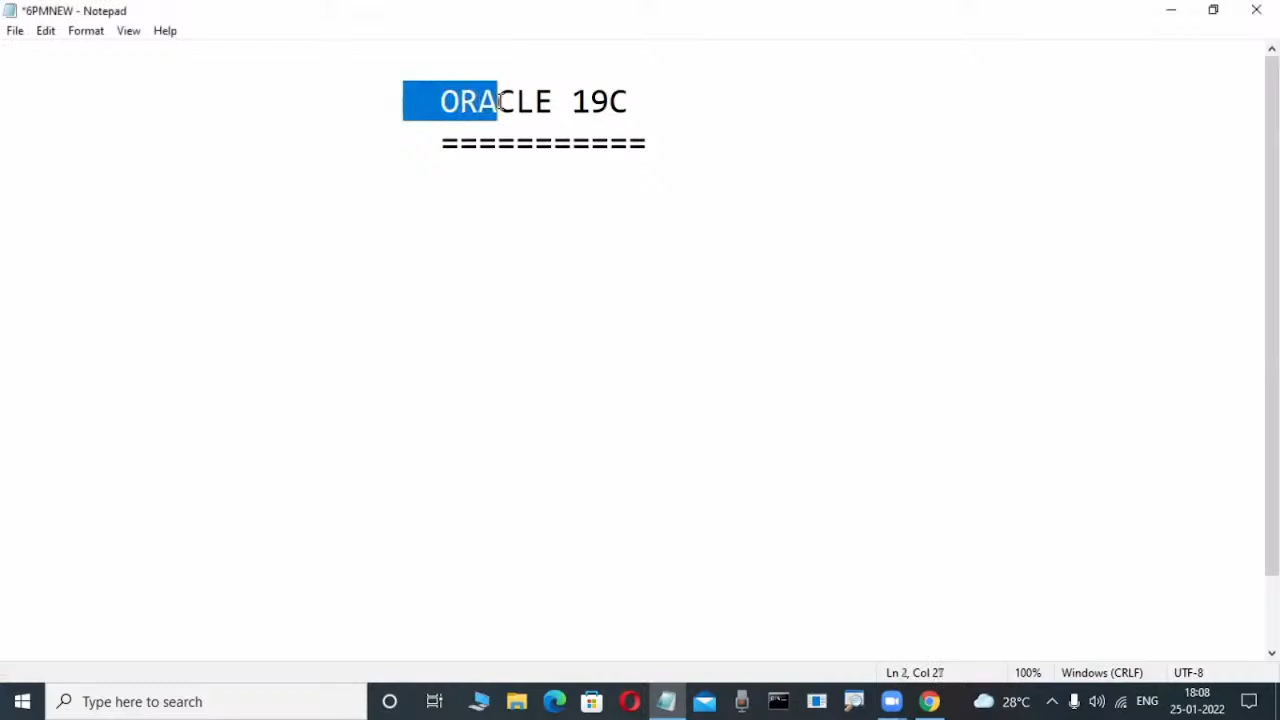 *6PMNEW - Notepad
File Edit Format View Help
ORACLE 19C
===========
Ln 2, Col 27 100% Windows (CRLF) UTF-8
Type here to search 28°C ENG 18:08
25-01-2022